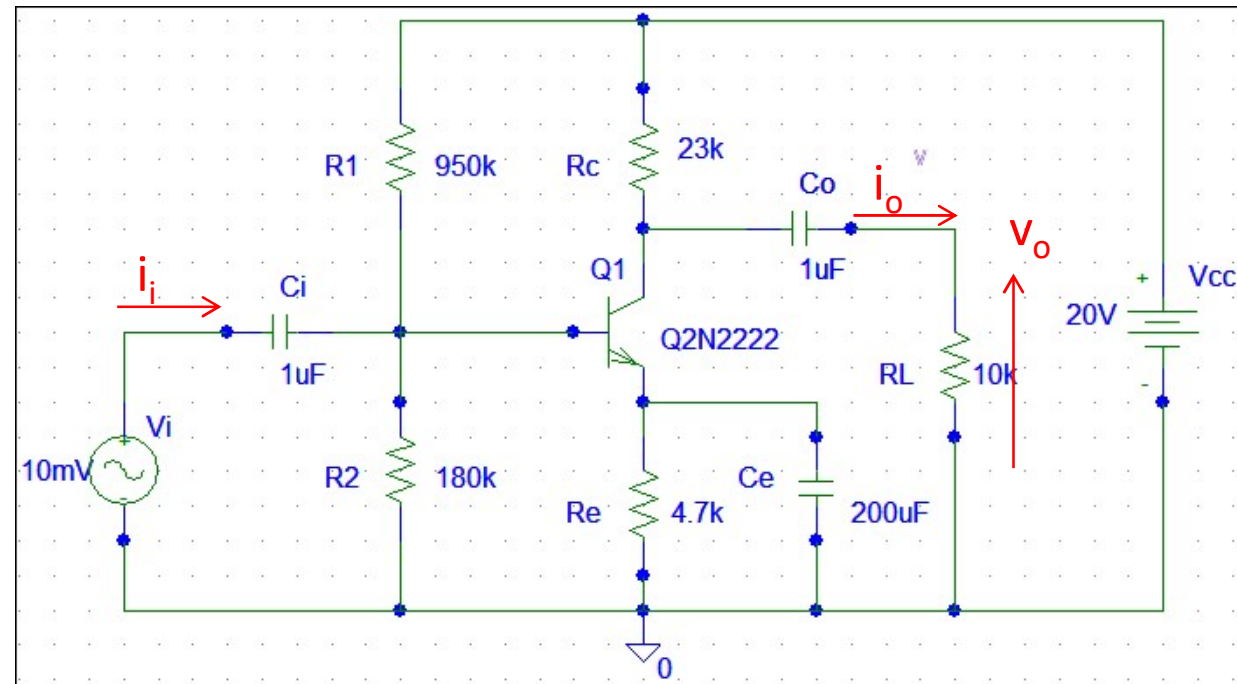 R1
950k
Rc
23k
W
Co
1uF
io
vo
Vcc
+
20V
-
Q1
Q2N2222
ii
Ci
1uF
RL
10k
Vi
+
10mV
-
R2
180k
Re
4.7k
Ce
200uF
0